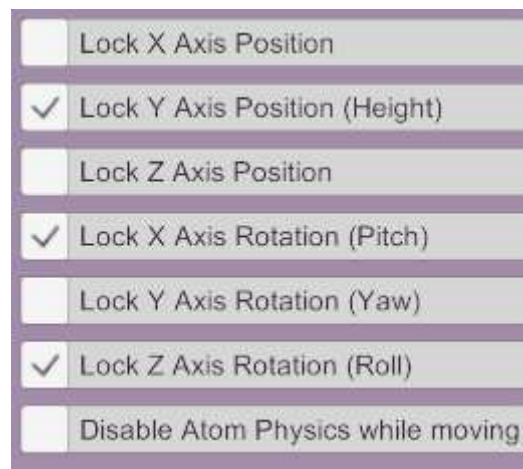 Lock X Axis Position
Lock Y Axis Position (Height)
Lock Z Axis Position
Lock X Axis Rotation (Pitch)
Lock Y Axis Rotation (Yaw)
Lock Z Axis Rotation (Roll)
Disable Atom Physics while moving